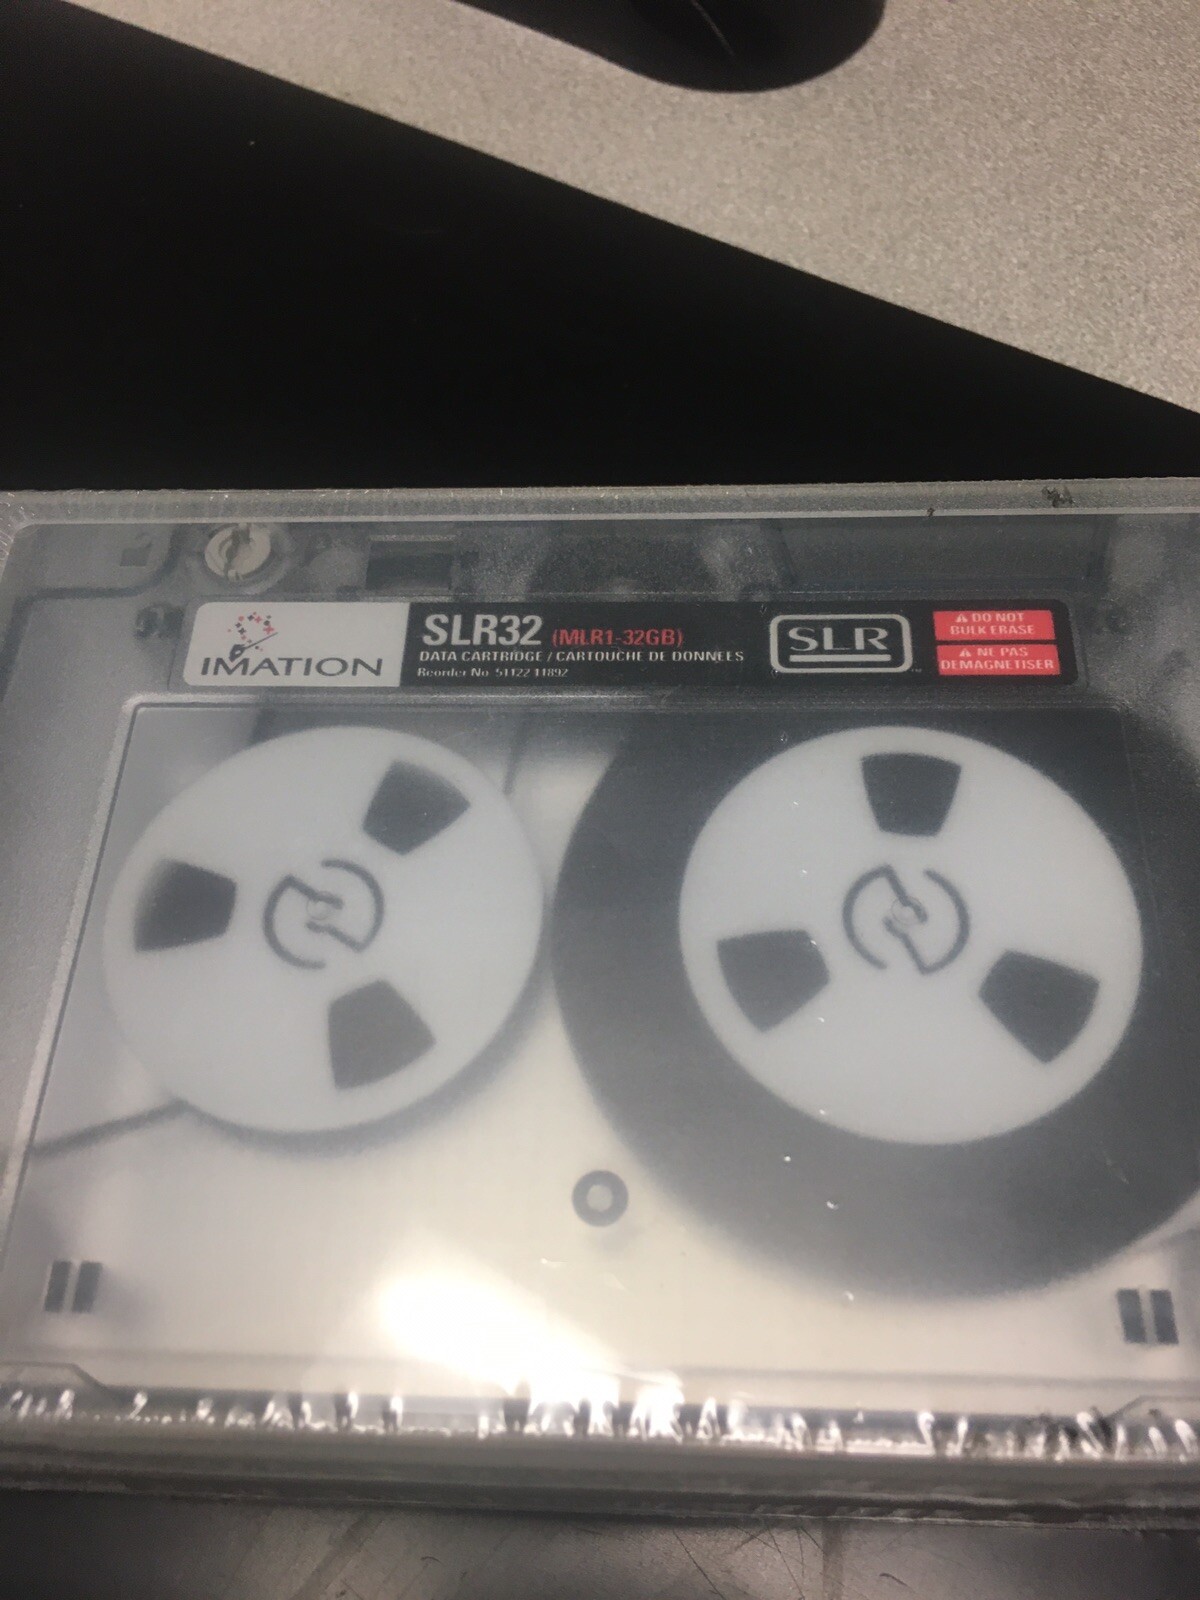 IMATION
SLR32 (MLR1-32GB)
DATA CARTRIDGE / CARTOUCHE DE DONNEES
Reorder No. 51122 11892
SLR
DO NOT
BULK ERASE
NE PAS
DEMAGNETISER